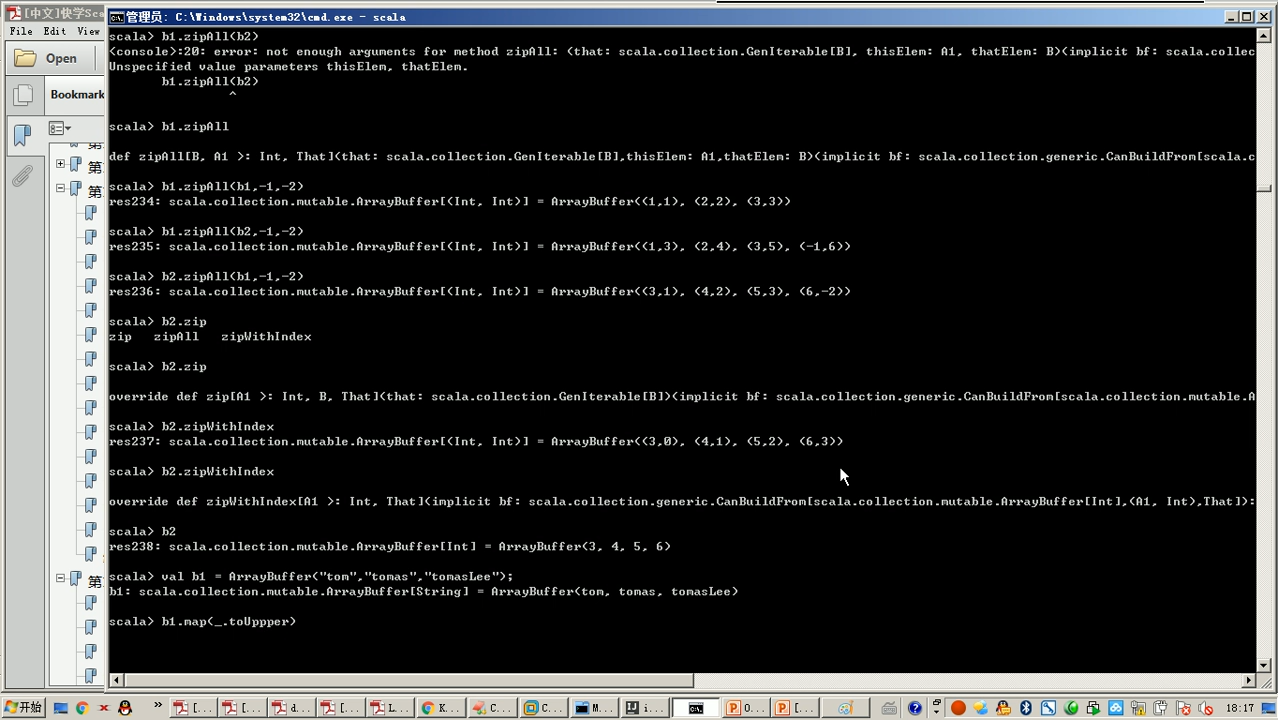 [中文]快学Sca
管理员: C:\Windows\system32\cmd.exe - scala
File Edit View
Open
Bookmark
第
第
第
第
scala> b1.zipAll(b2)
<console>:20: error: not enough arguments for method zipAll: (that: scala.collection.GenIterable[B], thisElem: A1, thatElem: B)(implicit bf: scala.collec
Unspecified value parameters thisElem, thatElem.
b1.zipAll(b2)
^
scala> b1.zipAll
def zipAll[B, A1 >: Int, That](that: scala.collection.GenIterable[B],thisElem: A1,thatElem: B)(implicit bf: scala.collection.generic.CanBuildFrom[scala.c
scala> b1.zipAll(b1,-1,-2)
res234: scala.collection.mutable.ArrayBuffer[(Int, Int)] = ArrayBuffer((1,1), (2,2), (3,3))
scala> b1.zipAll(b2,-1,-2)
res235: scala.collection.mutable.ArrayBuffer[(Int, Int)] = ArrayBuffer((1,3), (2,4), (3,5), (-1,6))
scala> b2.zipAll(b1,-1,-2)
res236: scala.collection.mutable.ArrayBuffer[(Int, Int)] = ArrayBuffer((3,1), (4,2), (5,3), (6,-2))
scala> b2.zip
zip zipAll zipWithIndex
scala> b2.zip
override def zip[A1 >: Int, B, That](that: scala.collection.GenIterable[B])(implicit bf: scala.collection.generic.CanBuildFrom[scala.collection.mutable.A
scala> b2.zipWithIndex
res237: scala.collection.mutable.ArrayBuffer[(Int, Int)] = ArrayBuffer((3,0), (4,1), (5,2), (6,3))
scala> b2.zipWithIndex
override def zipWithIndex[A1 >: Int, That](implicit bf: scala.collection.generic.CanBuildFrom[scala.collection.mutable.ArrayBuffer[Int],(A1, Int),That]):
scala> b2
res238: scala.collection.mutable.ArrayBuffer[Int] = ArrayBuffer(3, 4, 5, 6)
scala> val b1 = ArrayBuffer("tom","tomas","tomasLee");
b1: scala.collection.mutable.ArrayBuffer[String] = ArrayBuffer(tom, tomas, tomasLee)
scala> b1.map(_.toUppper)
开始 » [... [... d... [... L... K... C... C... M... i... O... [... 18:17